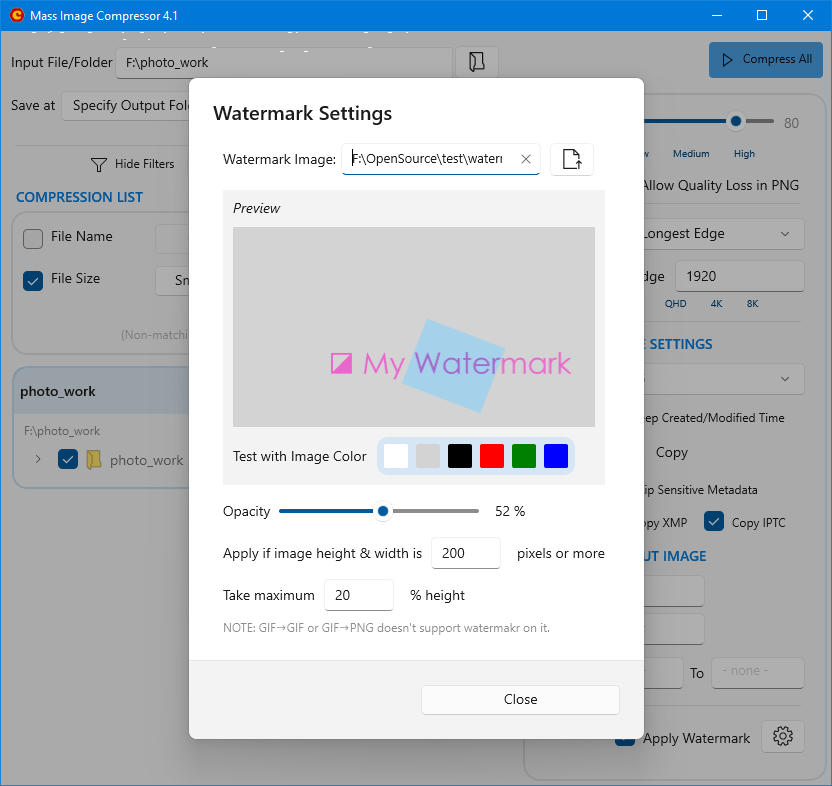 Mass Image Compressor 4.1
Input File/Folder F:\photo_work
Compress All
Save at Specify Output Fol
80
Medium High
Hide Filters
Allow Quality Loss in PNG
COMPRESSION LIST
File Name
Longest Edge
File Size
dge 1920
QHD 4K 8K
(Non-matchi
SETTINGS
photo_work
F:\photo_work
eep Created/Modified Time
photo_work
Copy
ip Sensitive Metadata
opy XMP Copy IPTC
UT IMAGE
To - none -
Apply Watermark
Watermark Settings
Watermark Image: F:\OpenSource\test\water
Preview
My Watermark
Test with Image Color
Opacity 52 %
Apply if image height & width is 200 pixels or more
Take maximum 20 % height
NOTE: GIF→GIF or GIF→PNG doesn't support watermakr on it.
Close